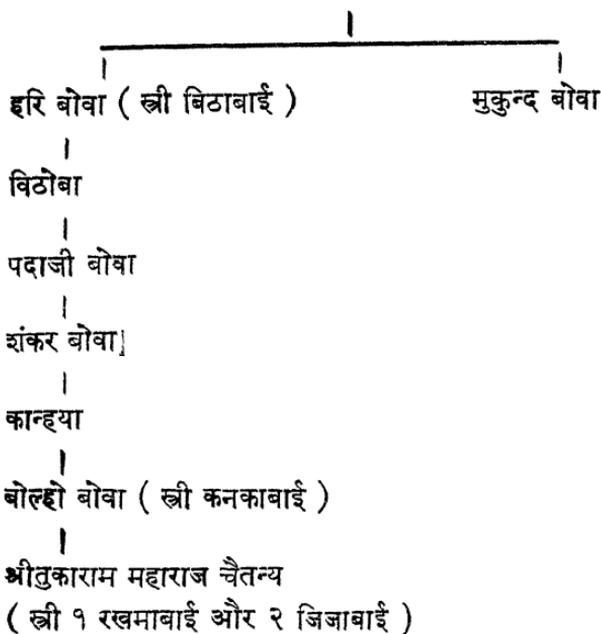 हरि बोवा ( स्त्री बिठाबाई ) मुकुन्द बोवा
विठोबा
पदाजी बोवा
शंकर बोवा
कान्हया
बोल्हो बोवा ( स्त्री कनकाबाई )
श्रीतुकाराम महाराज चैतन्य
( स्त्री १ रखमाबाई और २ जिजाबाई )